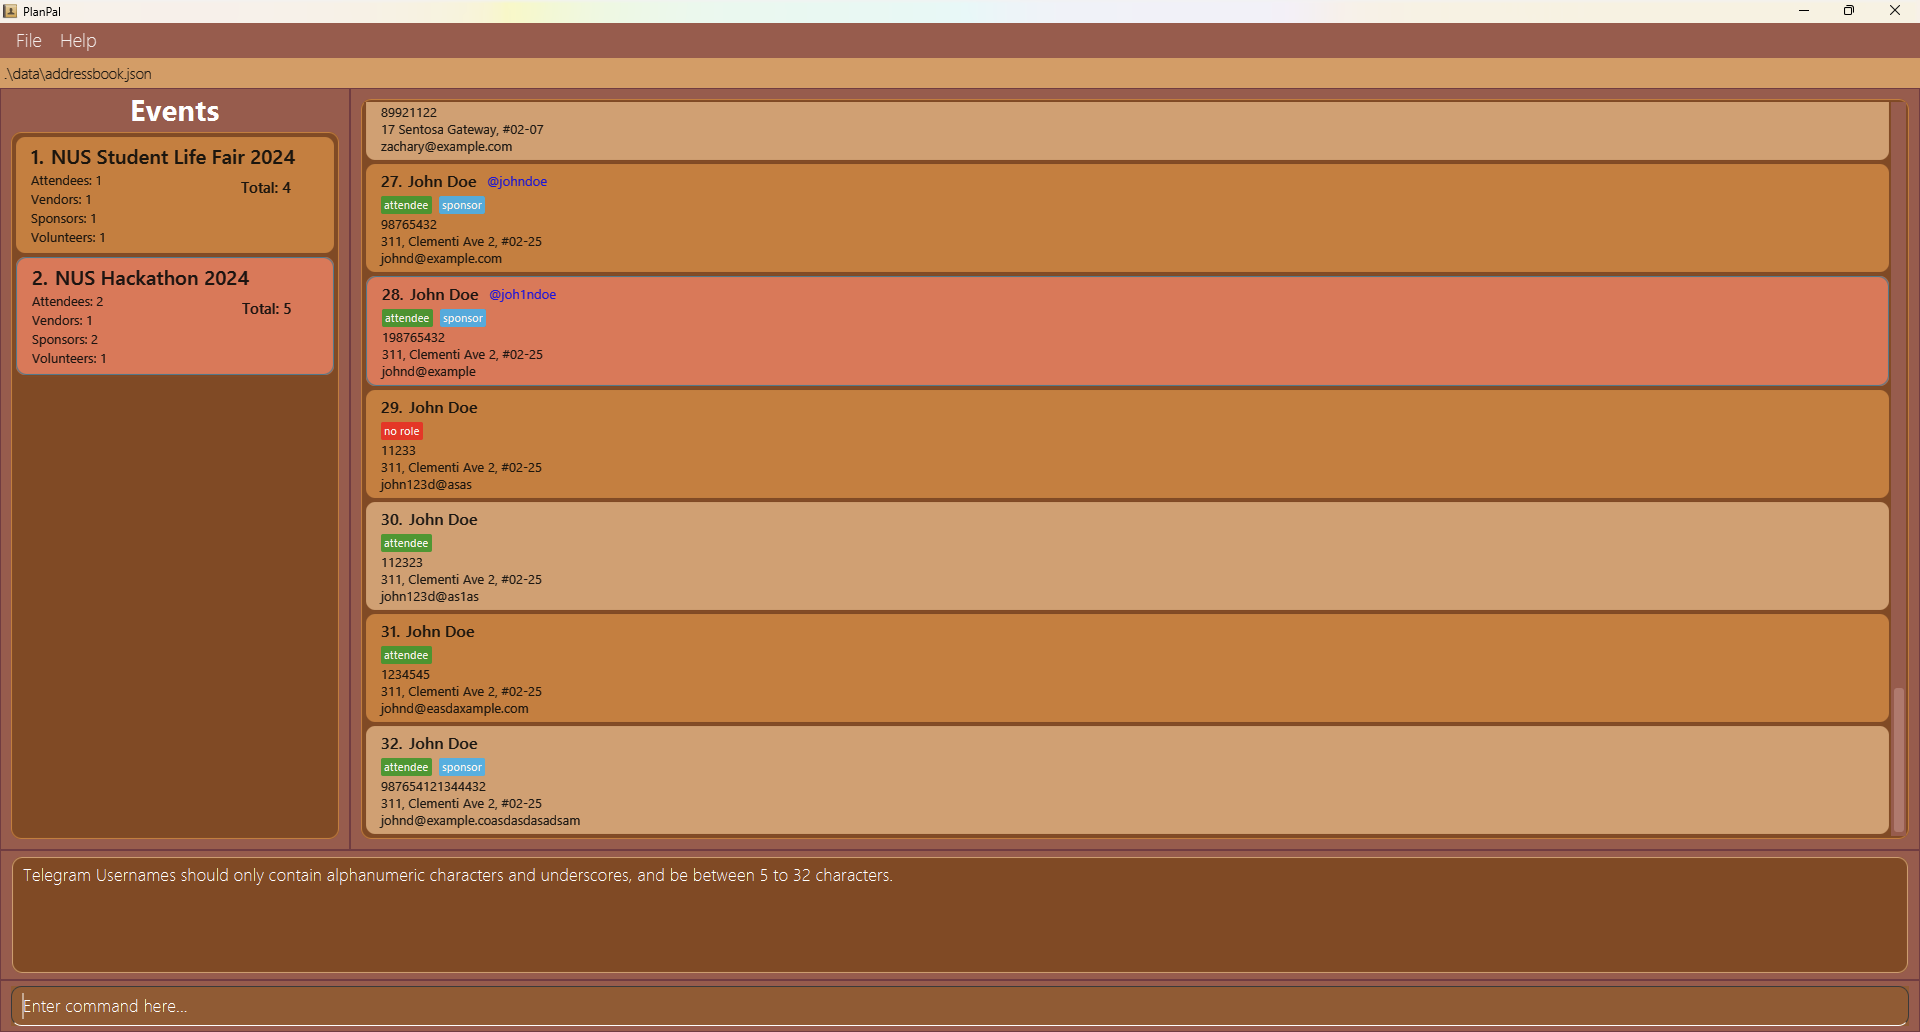 PlanPal
File Help
.\data\addressbook.json
Events
1. NUS Student Life Fair 2024
Attendees: 1
Total: 4
Vendors: 1
Sponsors: 1
Volunteers: 1
2. NUS Hackathon 2024
Attendees: 2
Total: 5
Vendors: 1
Sponsors: 2
Volunteers: 1
89921122
17 Sentosa Gateway, #02-07
zachary@example.com
27. John Doe @johndoe
attendee sponsor
98765432
311, Clementi Ave 2, #02-25
johnd@example.com
28. John Doe @joh1ndoe
attendee sponsor
198765432
311, Clementi Ave 2, #02-25
johnd@example
29. John Doe
no role
11233
311, Clementi Ave 2, #02-25
john123d@asas
30. John Doe
attendee
112323
311, Clementi Ave 2, #02-25
john123d@as1as
31. John Doe
attendee
1234545
311, Clementi Ave 2, #02-25
johnd@easdaxample.com
32. John Doe
attendee sponsor
987654121344432
311, Clementi Ave 2, #02-25
johnd@example.coasdasdasadsam
Telegram Usernames should only contain alphanumeric characters and underscores, and be between 5 to 32 characters.
Enter command here...